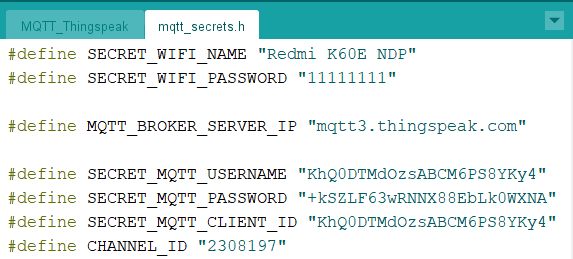 MQTT_Thingspeak mqtt_secrets.h
#define SECRET_WIFI_NAME "Redmi K60E NDP"
#define SECRET_WIFI_PASSWORD "11111111"
#define MQTT_BROKER_SERVER_IP "mqtt3.thingspeak.com"
#define SECRET_MQTT_USERNAME "KhQ0DTMdOzsABCM6PS8YKy4"
#define SECRET_MQTT_PASSWORD "+kSZLF63wRNNX88EbLk0WXNA"
#define SECRET_MQTT_CLIENT_ID "KhQ0DTMdOzsABCM6PS8YKy4"
#define CHANNEL_ID "2308197"